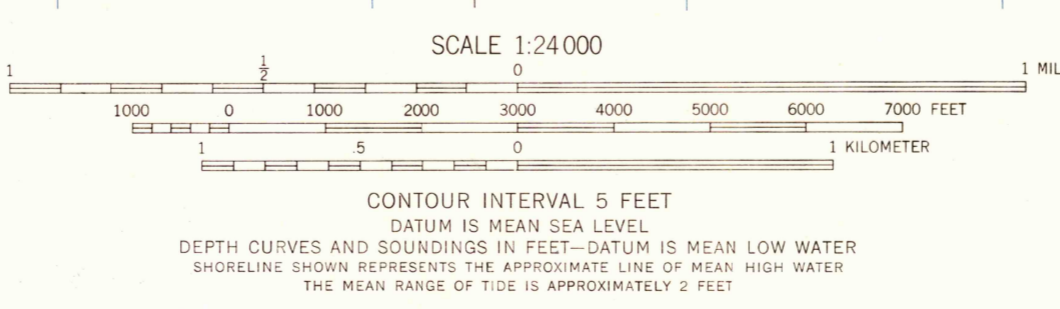 SCALE 1:24 000
1 1/2 0 1 MIL
1000 0 1000 2000 3000 4000 5000 6000 7000 FEET
1 .5 0 1 KILOMETER
CONTOUR INTERVAL 5 FEET
DATUM IS MEAN SEA LEVEL
DEPTH CURVES AND SOUNDINGS IN FEET—DATUM IS MEAN LOW WATER
SHORELINE SHOWN REPRESENTS THE APPROXIMATE LINE OF MEAN HIGH WATER
THE MEAN RANGE OF TIDE IS APPROXIMATELY 2 FEET